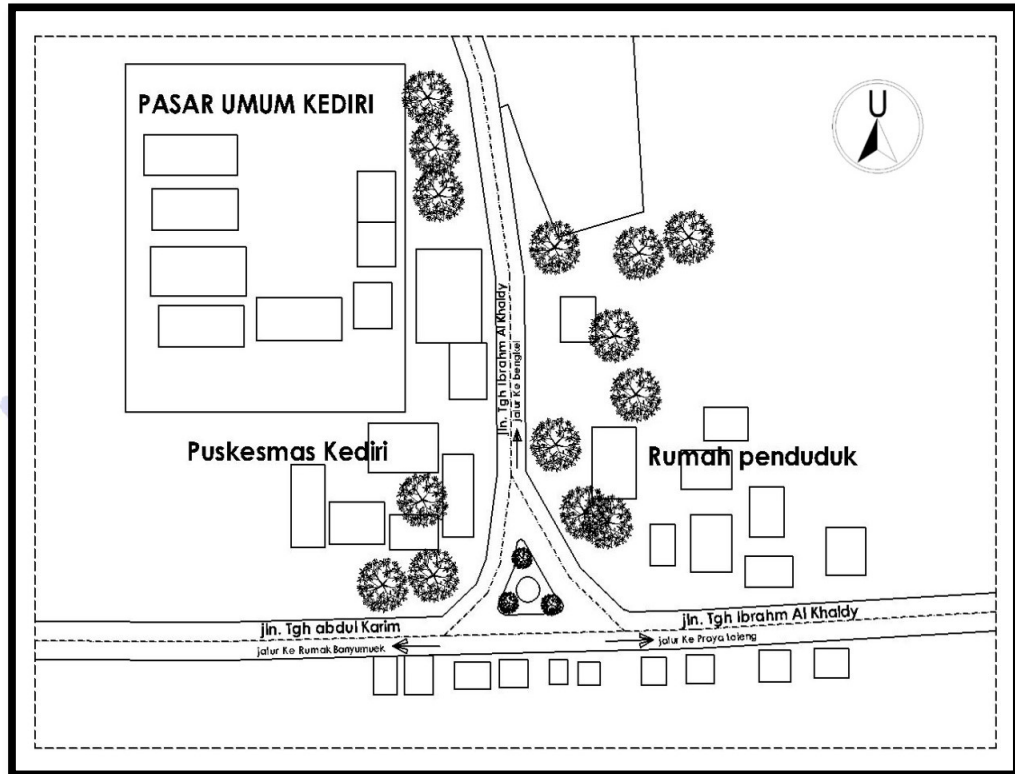 PASAR UMUM KEDIRI
U
jln. Tgh Ibrahm Al Khaldy
jalur Ke bengkel
Puskesmas Kediri
Rumah penduduk
jln. Tgh abdul Karim
jln. Tgh ibrahm Al Khaldy
jalur Ke Rumak Banyumuek
jalur Ke Praya Loteng